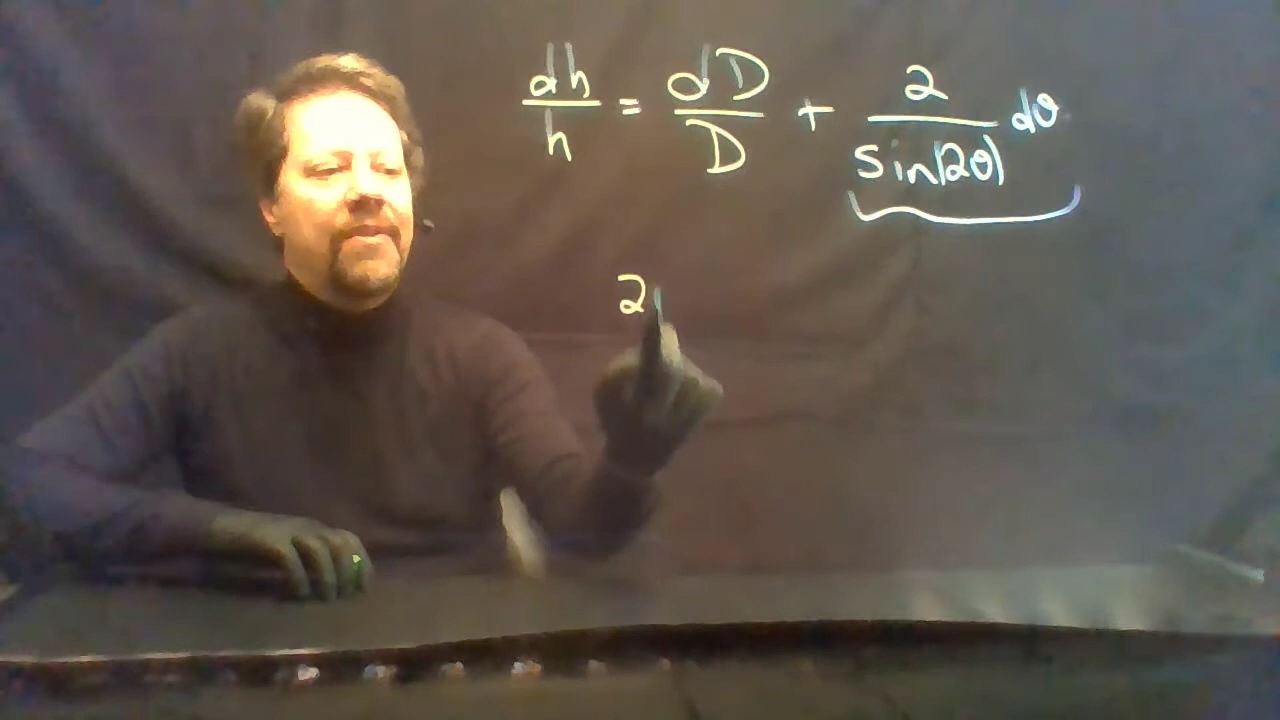 dh/h = dD/D + 2/sin(2θ) dθ
2